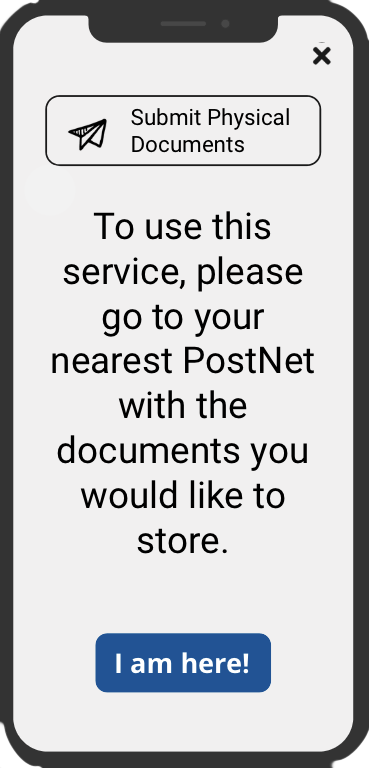 Submit Physical
Documents
To use this
service, please
go to your
nearest PostNet
with the
documents you
would like to
store.
I am here!